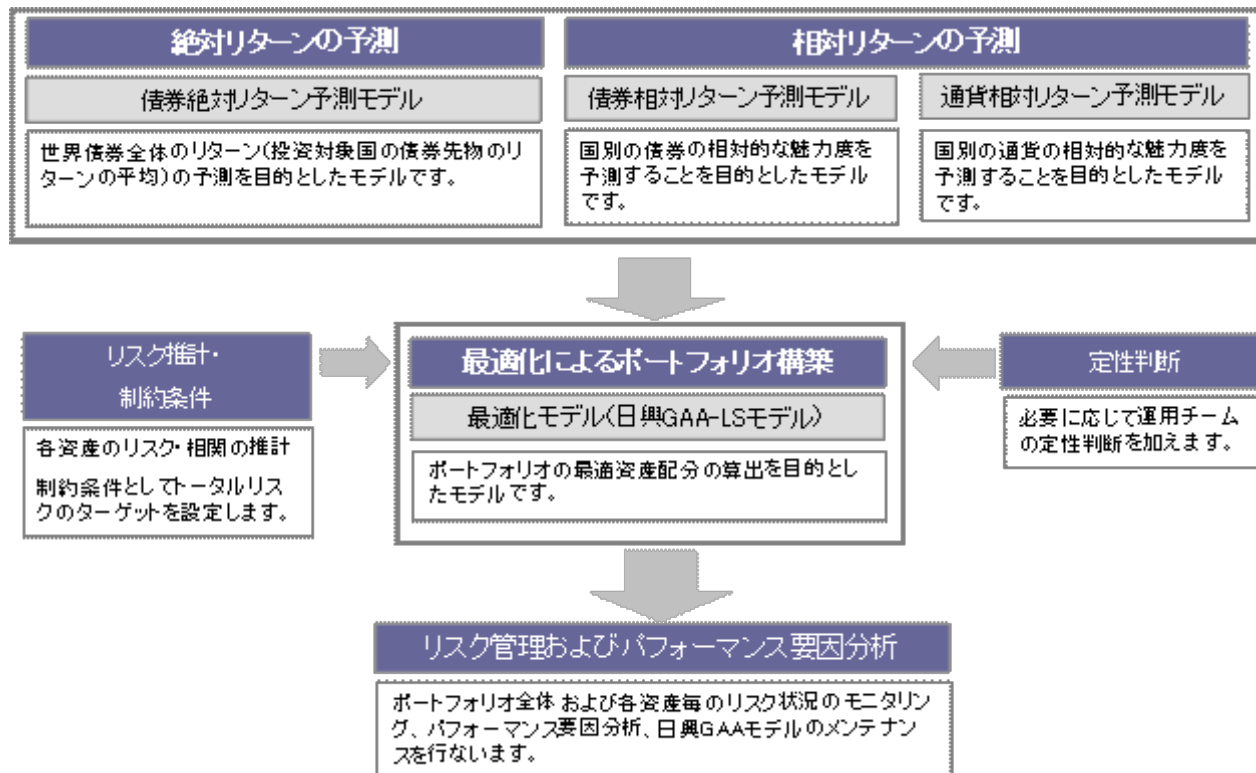 絶対リターンの予測
債券絶対リターン予測モデル
世界債券全体のリターン(投資対象国の債券先物のリ
ターンの平均)の予測を目的としたモデルです。
相対リターンの予測
債券相対リターン予測モデル
国別の債券の相対的な魅力度を
予測することを目的としたモデル
です。
通貨相対リターン予測モデル
国別の通貨の相対的な魅力度を
予測することを目的としたモデル
です。
リスク推計・
制約条件
各資産のリスク・相関の推計
制約条件としてトータルリス
クのターゲットを設定します。
最適化によるポートフォリオ構築
最適化モデル(日興GAA-LSモデル)
ポートフォリオの最適資産配分の算出を目的とし
たモデルです。
定性判断
必要に応じて運用チーム
の定性判断を加えます。
リスク管理およびパフォーマンス要因分析
ポートフォリオ全体および各資産毎のリスク状況のモニタリン
グ、パフォーマンス要因分析、日興GAAモデルのメンテナン
スを行ないます。